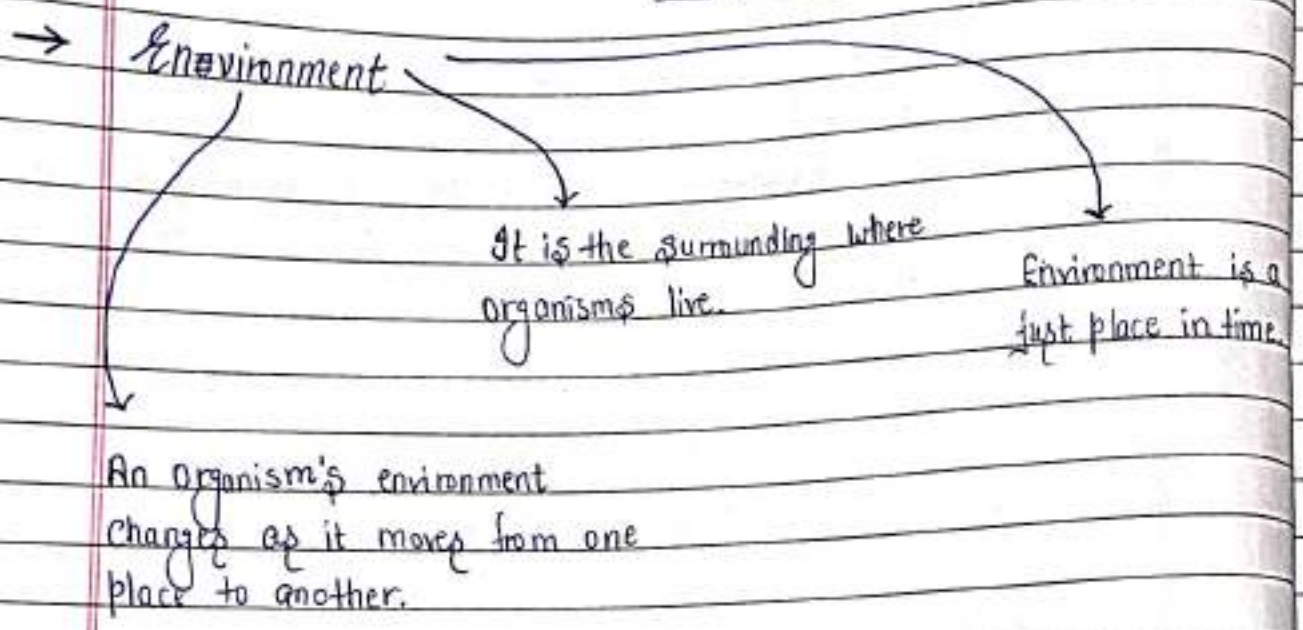 → Environment
It is the surrounding where
organisms live.
Environment is a
just place in time.
An organism's environment
changes as it moves from one
place to another.